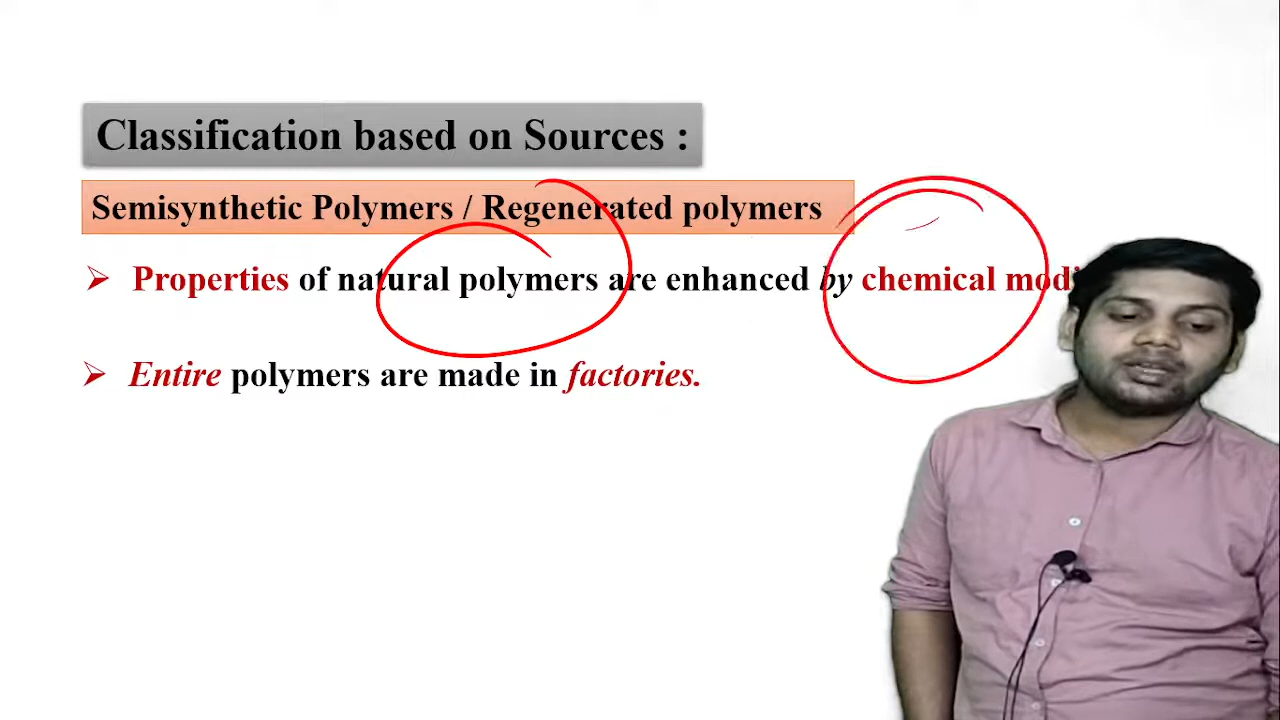 Classification based on Sources :
Semisynthetic Polymers / Regenerated polymers
➢ Properties of natural polymers are enhanced by chemical
➢ Entire polymers are made in factories.